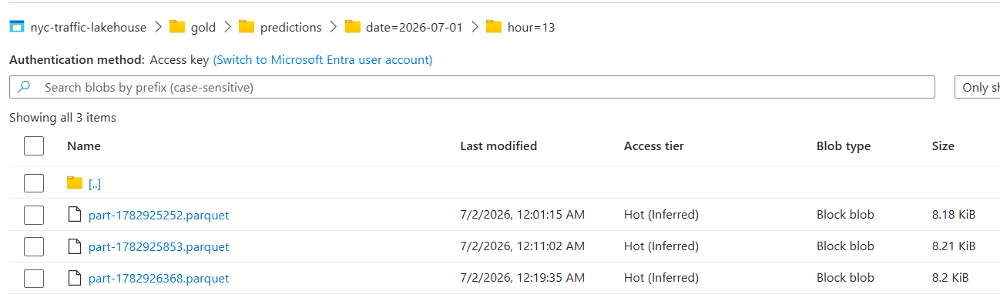 nyc-traffic-lakehouse > gold > predictions > date=2026-07-01 > hour=13
Authentication method: Access key (Switch to Microsoft Entra user account)
Search blobs by prefix (case-sensitive) Only sh
Showing all 3 items
Name Last modified Access tier Blob type Size
[..]
part-1782925252.parquet 7/2/2026, 12:01:15 AM Hot (Inferred) Block blob 8.18 KiB
part-1782925853.parquet 7/2/2026, 12:11:02 AM Hot (Inferred) Block blob 8.21 KiB
part-1782926368.parquet 7/2/2026, 12:19:35 AM Hot (Inferred) Block blob 8.2 KiB